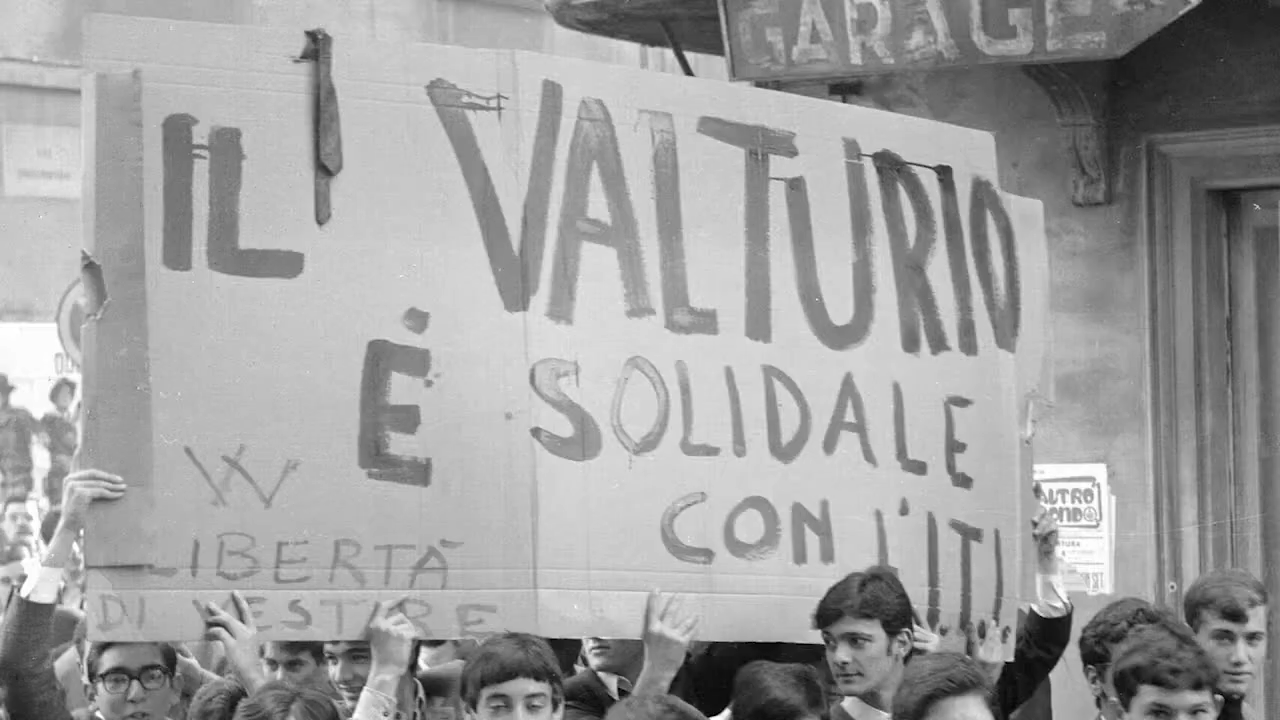 GARAGE
IL VALTURIO
È SOLIDALE
CON L'ITI
W
LIBERTÀ
DI VESTIRE
ALTRO